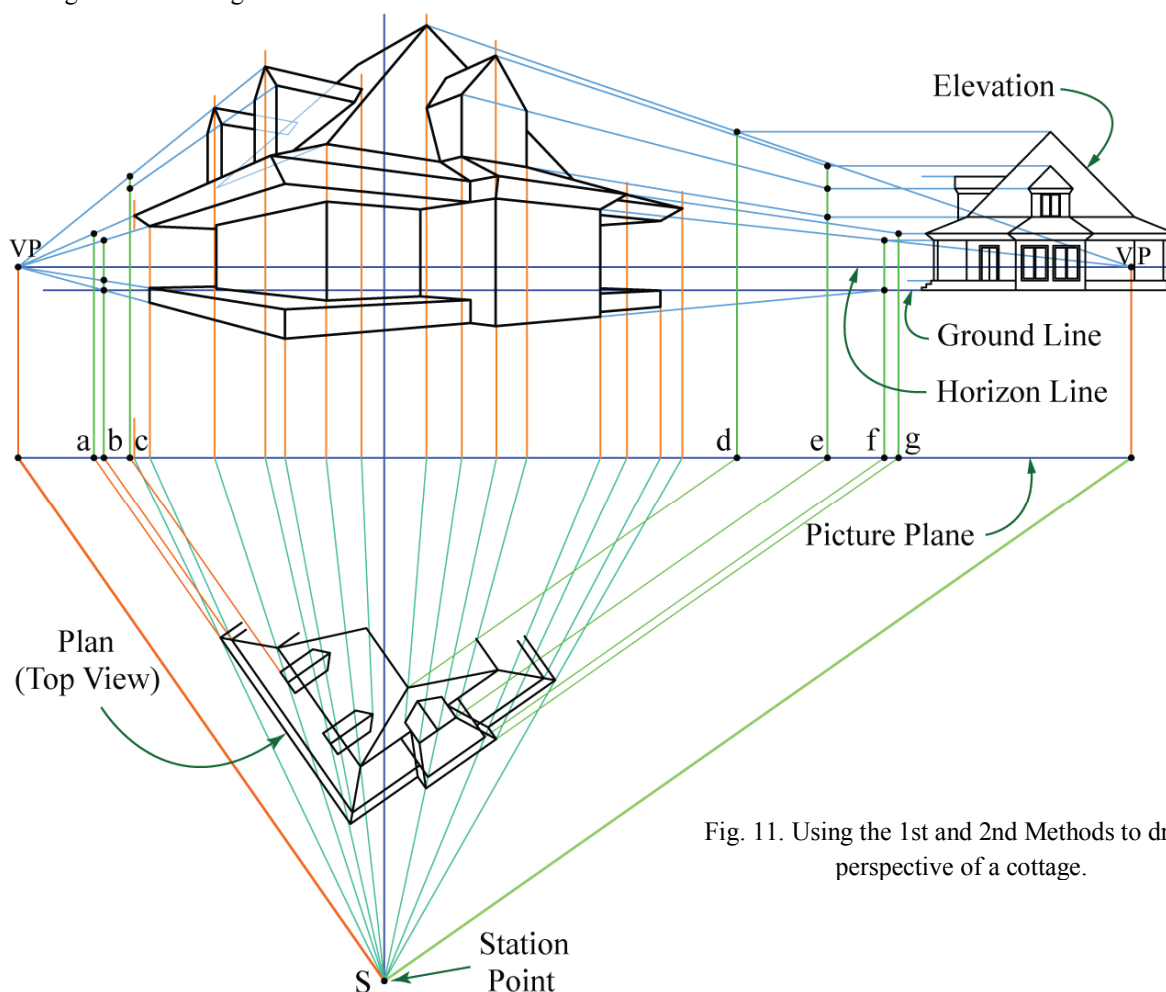 Elevation
VP
VP
Ground Line
Horizon Line
a b c d e f g
Picture Plane
Plan
(Top View)
Fig. 11. Using the 1st and 2nd Methods to
perspective of a cottage.
Station
Point
S